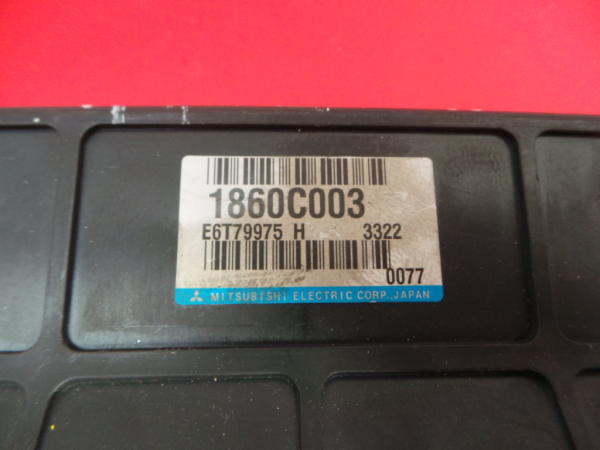 1860C003
E6T79975 H 3322
0077
MITSUBISHI ELECTRIC CORP., JAPAN